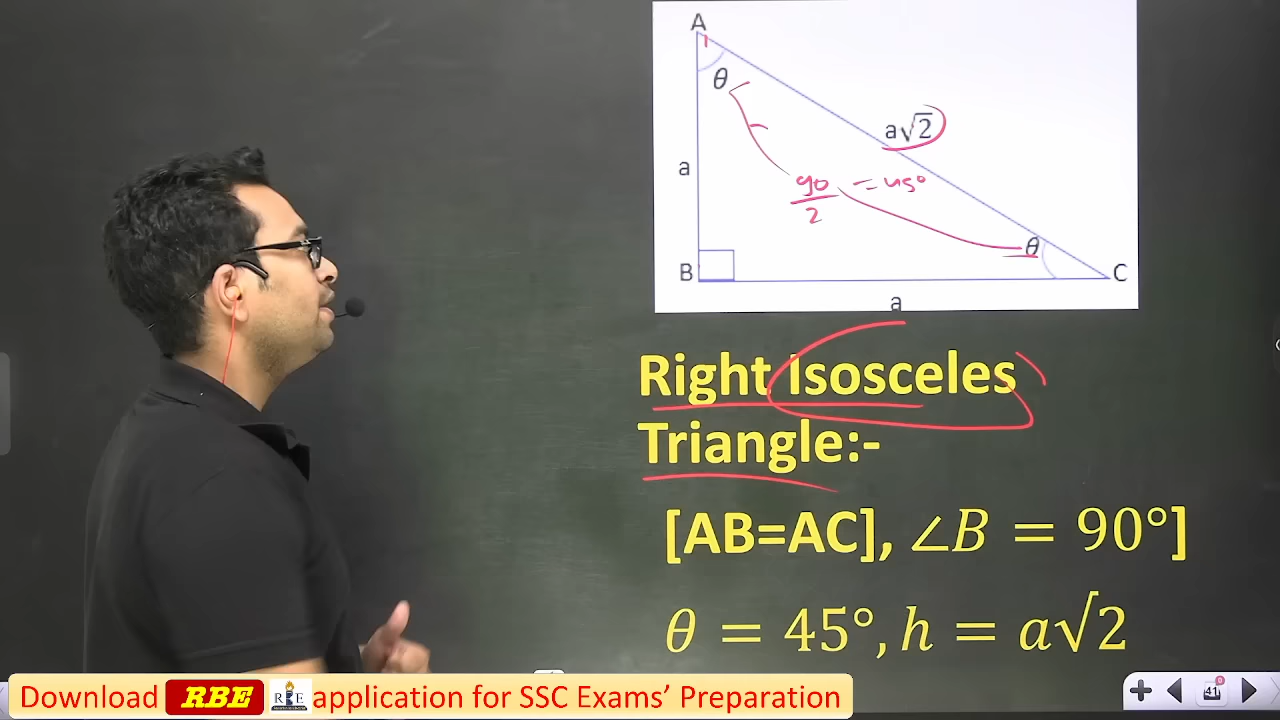 A
θ
a√2
a
90/2 = 45°
θ
B
C
a
Right Isosceles
Triangle:-
[AB=AC], ∠B = 90°]
θ = 45°, h = a√2
Download RBE RBE application for SSC Exams’ Preparation
41